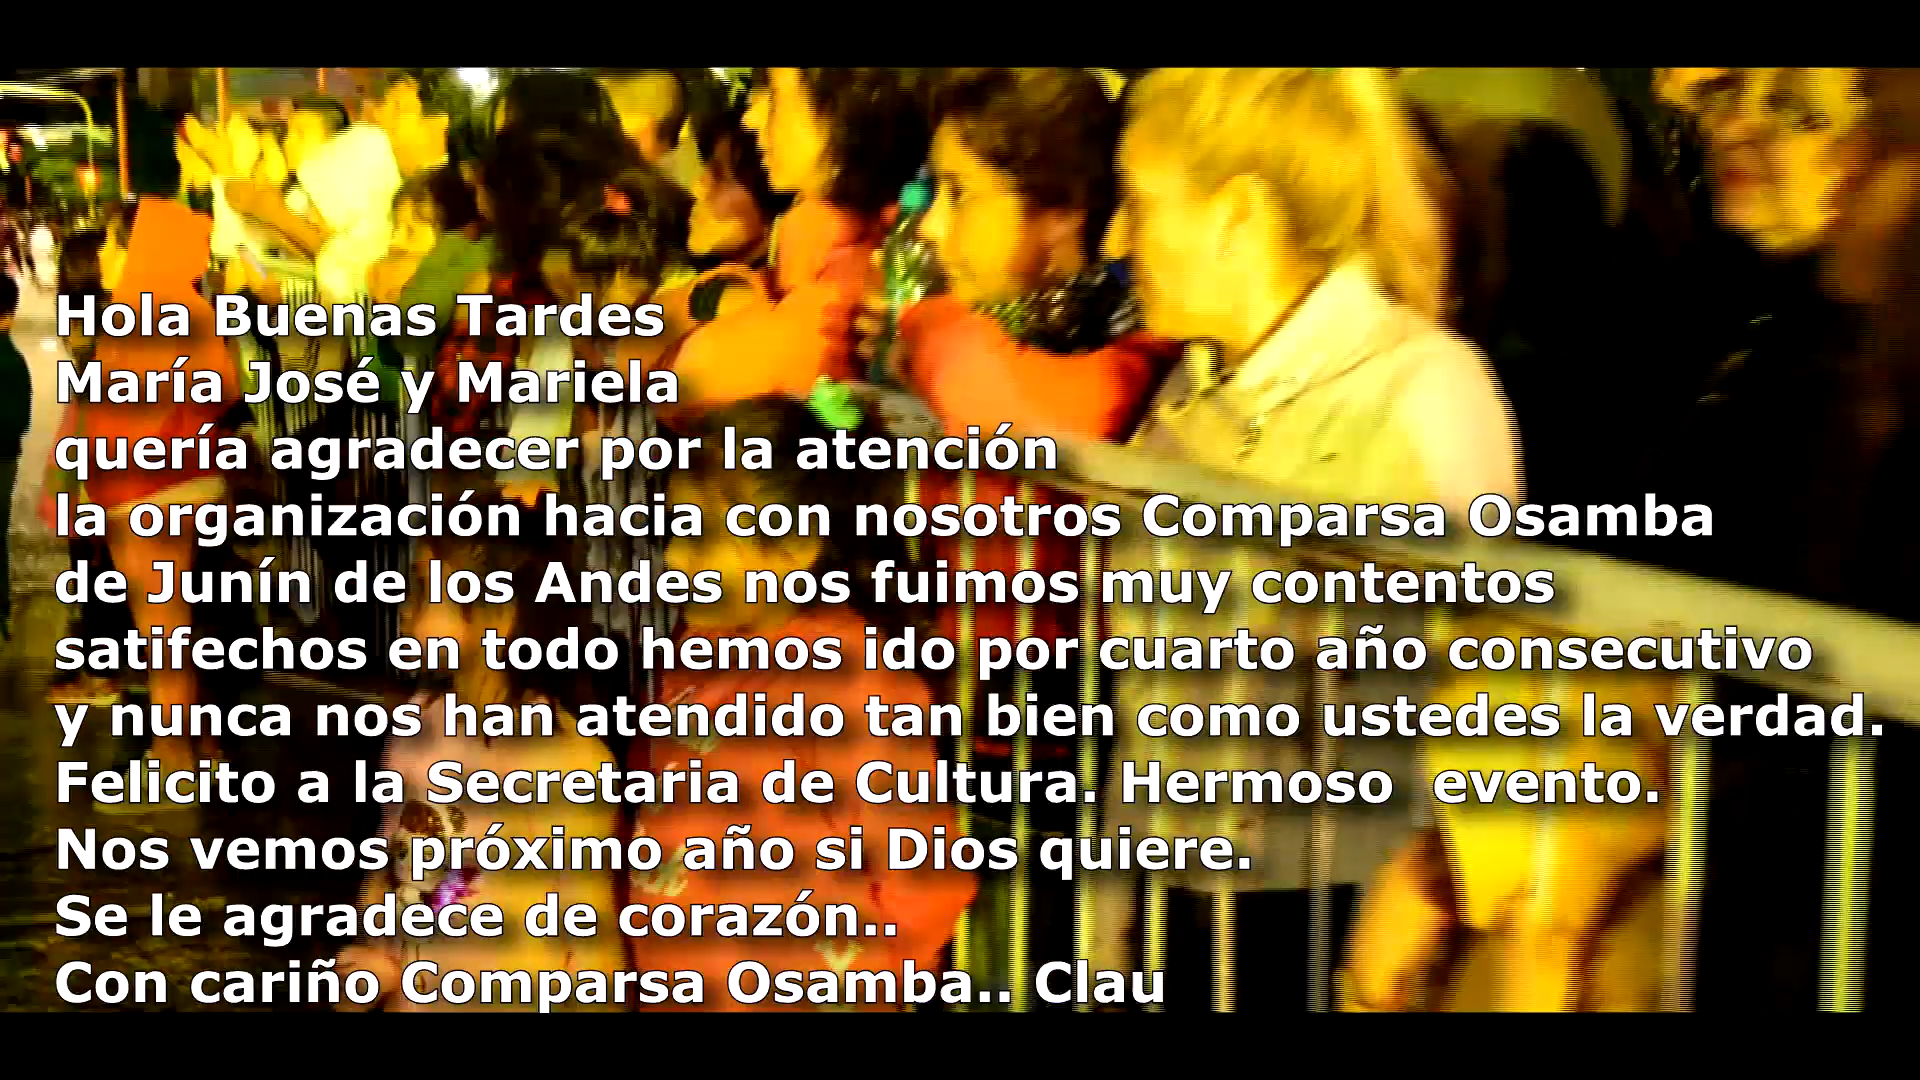 Hola Buenas Tardes
María José y Mariela
quería agradecer por la atención
la organización hacia con nosotros Comparsa Osamba
de Junín de los Andes nos fuimos muy contentos
satifechos en todo hemos ido por cuarto año consecutivo
y nunca nos han atendido tan bien como ustedes la verdad.
Felicito a la Secretaria de Cultura. Hermoso  evento.
Nos vemos próximo año si Dios quiere.
Se le agradece de corazón..
Con cariño Comparsa Osamba.. Clau